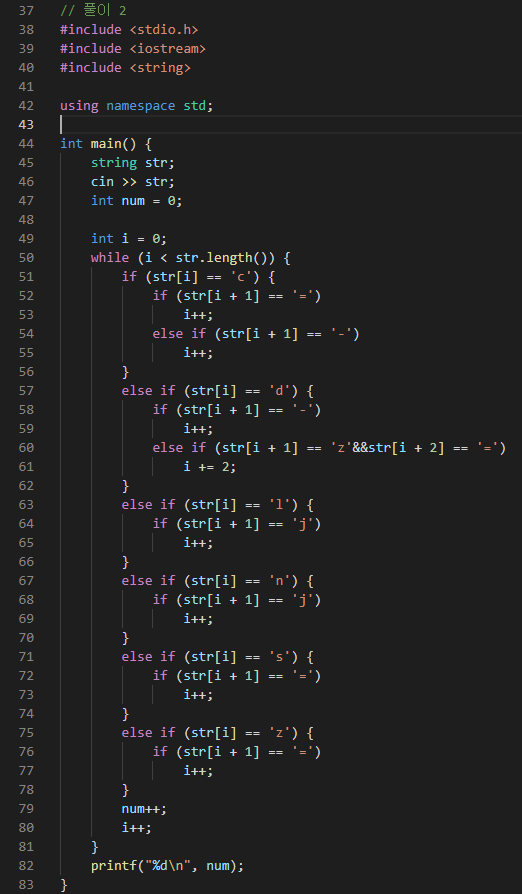 37 // 풀이 2
38 #include <stdio.h>
39 #include <iostream>
40 #include <string>
41
42 using namespace std;
43
44 int main() {
45     string str;
46     cin >> str;
47     int num = 0;
48
49     int i = 0;
50     while (i < str.length()) {
51         if (str[i] == 'c') {
52             if (str[i + 1] == '=')
53                 i++;
54             else if (str[i + 1] == '-')
55                 i++;
56         }
57         else if (str[i] == 'd') {
58             if (str[i + 1] == '-')
59                 i++;
60             else if (str[i + 1] == 'z'&&str[i + 2] == '=')
61                 i += 2;
62         }
63         else if (str[i] == 'l') {
64             if (str[i + 1] == 'j')
65                 i++;
66         }
67         else if (str[i] == 'n') {
68             if (str[i + 1] == 'j')
69                 i++;
70         }
71         else if (str[i] == 's') {
72             if (str[i + 1] == '=')
73                 i++;
74         }
75         else if (str[i] == 'z') {
76             if (str[i + 1] == '=')
77                 i++;
78         }
79         num++;
80         i++;
81     }
82     printf("%d\n", num);
83 }